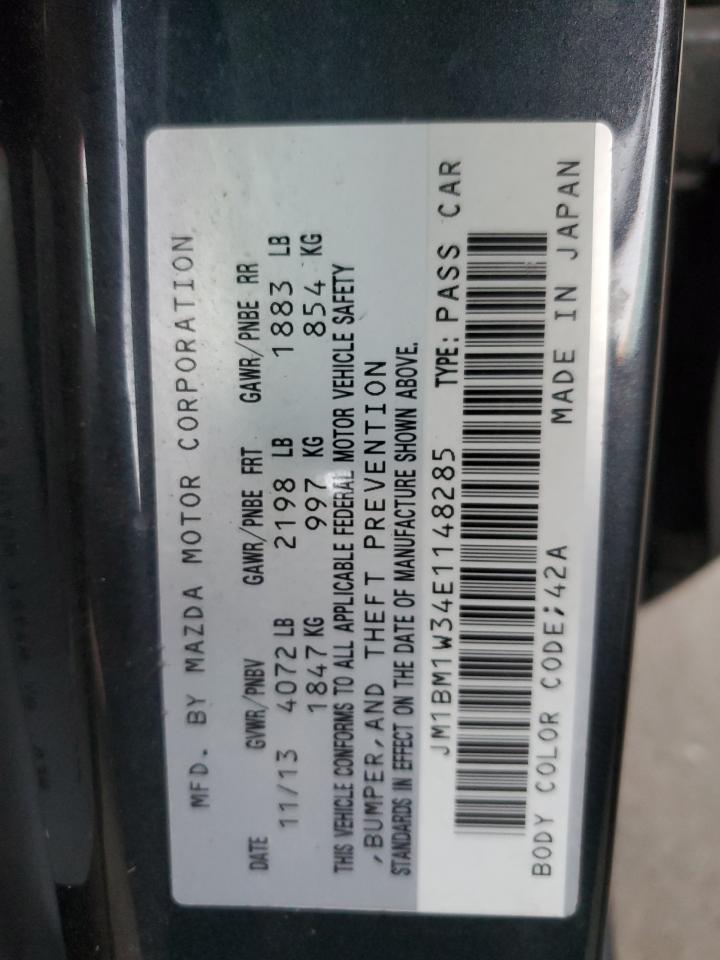 MFD. BY MAZDA MOTOR CORPORATION
DATE GVWR/PNBV GAWR/PNBE FRT GAWR/PNBE RR
11/13 4072 LB 2198 LB 1883 LB
1847 KG 997 KG 854 KG
THIS VEHICLE CONFORMS TO ALL APPLICABLE FEDERAL MOTOR VEHICLE SAFETY
,BUMPER,AND THEFT PREVENTION
STANDARDS IN EFFECT ON THE DATE OF MANUFACTURE SHOWN ABOVE.
JM1BM1W34E1148285 TYPE: PASS CAR
BODY COLOR CODE;42A MADE IN JAPAN